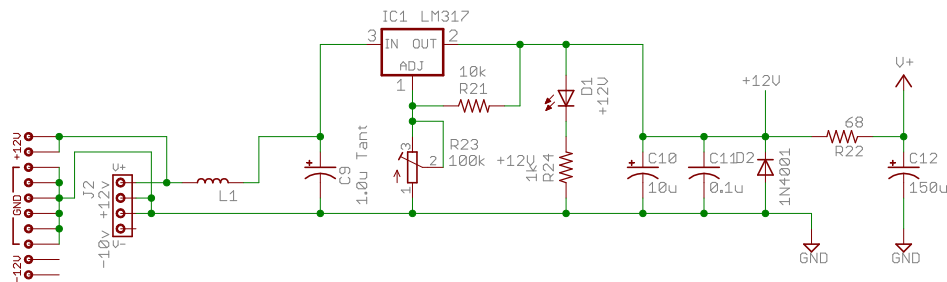 IC1 LM317
3
IN OUT
2
ADJ
1
10k
R21
D1
+12V
V+
+12V
68
R22
+12V
GND
-12V
J2
V+
+12v
-10v
V-
L1
C9
1.0u Tant
3
2
1
R23
100k
+12V
1k
R24
C10
10u
C11
0.1u
D2
1N4001
C12
150u
GND
GND